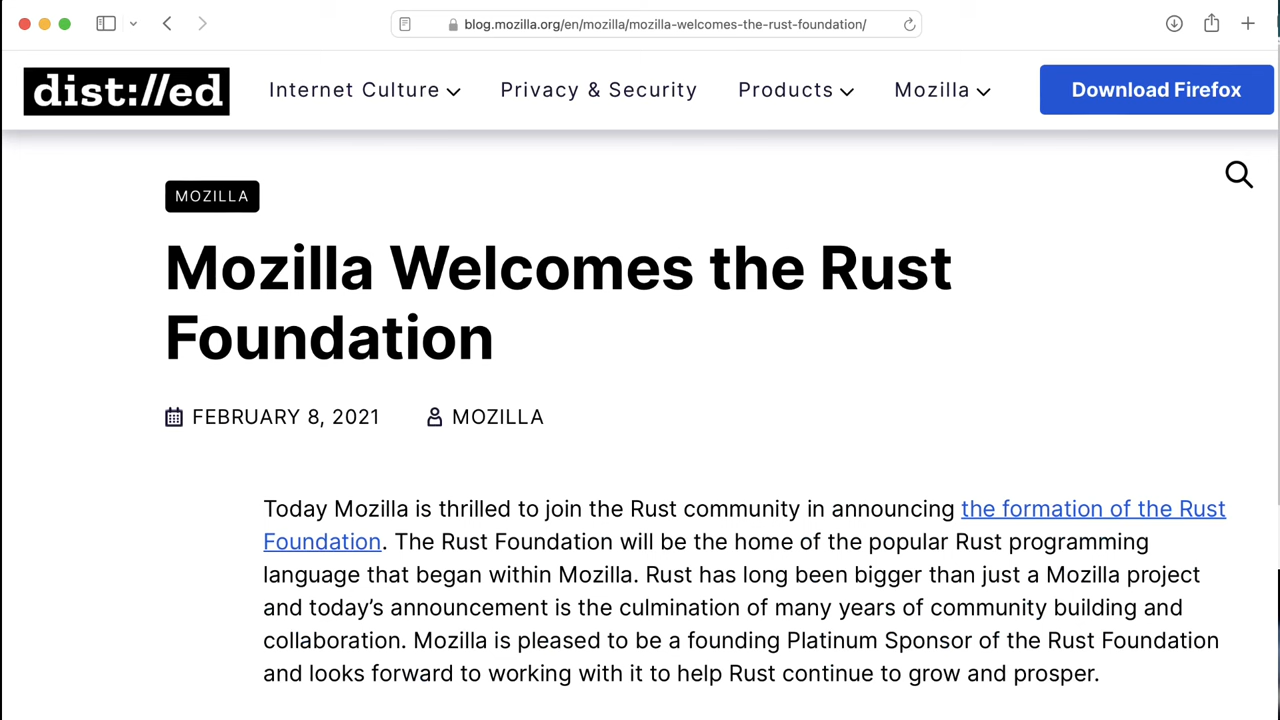 blog.mozilla.org/en/mozilla/mozilla-welcomes-the-rust-foundation/
dist://ed
Internet Culture
Privacy & Security
Products
Mozilla
Download Firefox
MOZILLA
Mozilla Welcomes the Rust
Foundation
FEBRUARY 8, 2021
MOZILLA
Today Mozilla is thrilled to join the Rust community in announcing the formation of the Rust
Foundation. The Rust Foundation will be the home of the popular Rust programming
language that began within Mozilla. Rust has long been bigger than just a Mozilla project
and today’s announcement is the culmination of many years of community building and
collaboration. Mozilla is pleased to be a founding Platinum Sponsor of the Rust Foundation
and looks forward to working with it to help Rust continue to grow and prosper.